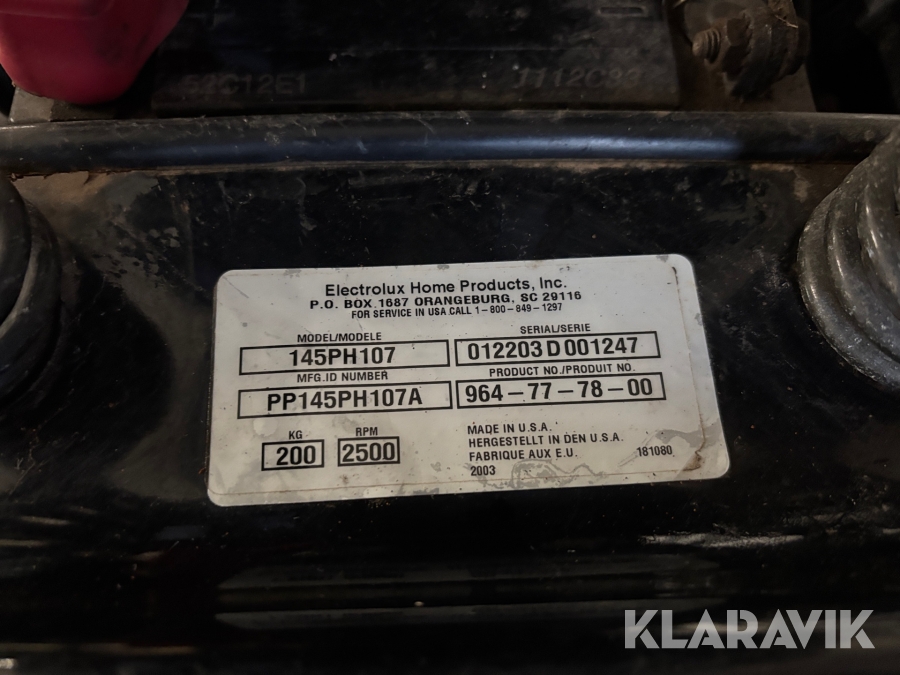 52C12E1
Electrolux Home Products, Inc.
P.O. BOX 1687 ORANGEBURG, SC 29116
FOR SERVICE IN USA CALL 1-800-849-1297
MODEL/MODELE
145PH107
SERIAL/SERIE
012203D001247
MFG.ID NUMBER
PP145PH107A
PRODUCT NO./PRODUIT NO.
964-77-78-00
KG
200
RPM
2500
MADE IN U.S.A.
HERGESTELLT IN DEN U.S.A.
FABRIQUE AUX E.U.
2003
181080
KLARAVIK